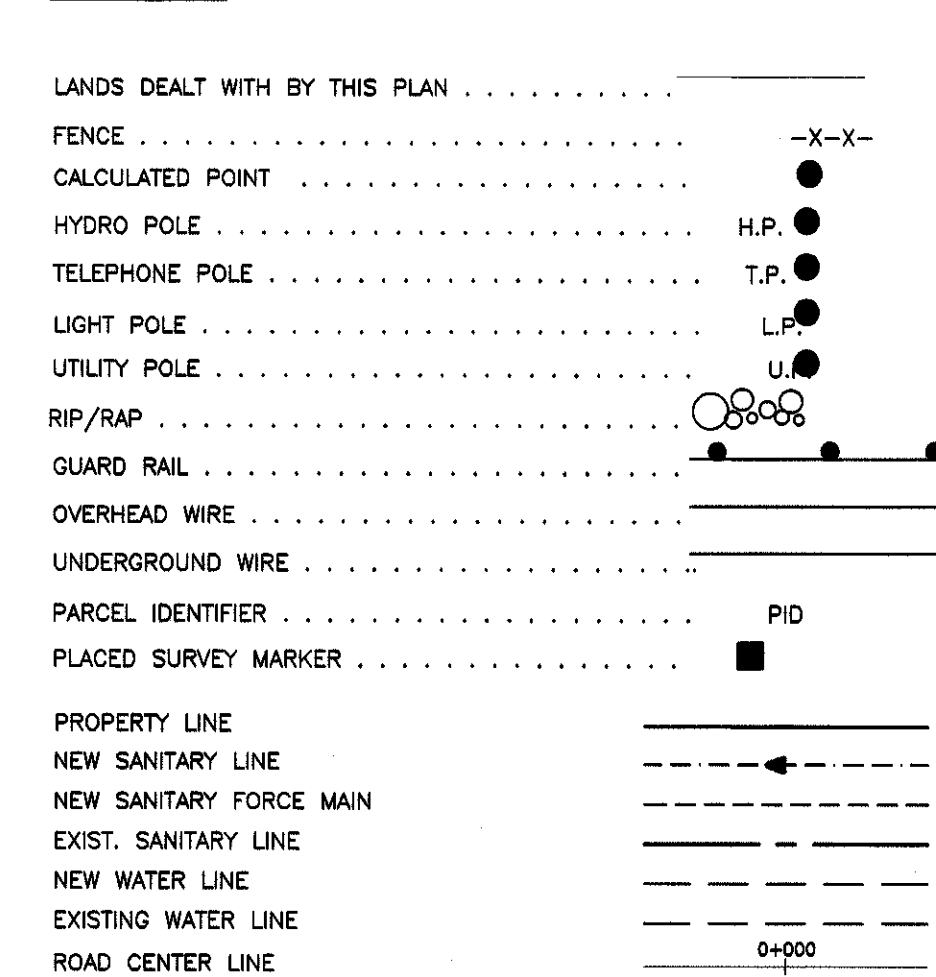 LANDS DEALT WITH BY THIS PLAN . . . . . . . . . .
FENCE . . . . . . . . . . . . . . . . . . . . . . . . . -X-X-
CALCULATED POINT . . . . . . . . . . . . . . . . .
HYDRO POLE . . . . . . . . . . . . . . . . . . . . . H.P.
TELEPHONE POLE . . . . . . . . . . . . . . . . . . . T.P.
LIGHT POLE . . . . . . . . . . . . . . . . . . . . . . L.P.
UTILITY POLE . . . . . . . . . . . . . . . . . . . . .
RIP/RAP . . . . . . . . . . . . . . . . . . . . . . . .
GUARD RAIL . . . . . . . . . . . . . . . . . . . . .
OVERHEAD WIRE . . . . . . . . . . . . . . . . . . .
UNDERGROUND WIRE . . . . . . . . . . . . . . . . .
PARCEL IDENTIFIER . . . . . . . . . . . . . . . . . . PID
PLACED SURVEY MARKER . . . . . . . . . . . . . .
PROPERTY LINE
NEW SANITARY LINE
NEW SANITARY FORCE MAIN
EXIST. SANITARY LINE
NEW WATER LINE
EXISTING WATER LINE
ROAD CENTER LINE 0+000